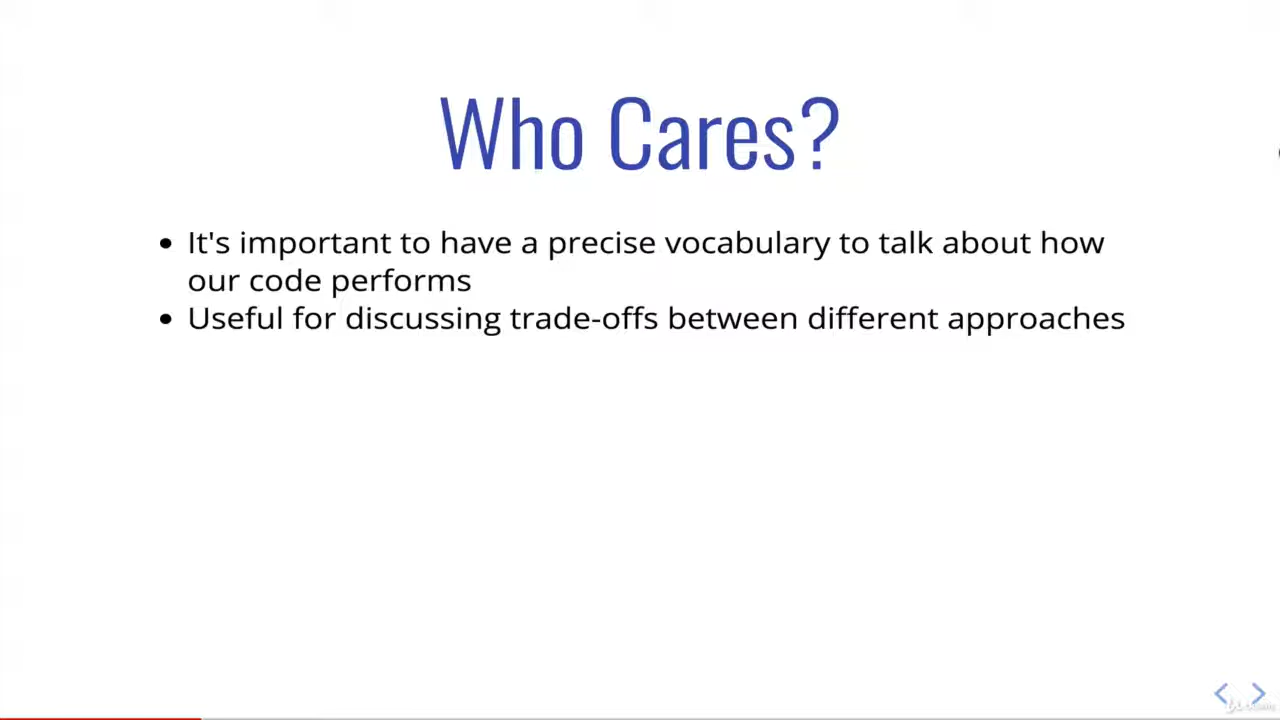 Who Cares?
• It's important to have a precise vocabulary to talk about how
our code performs
• Useful for discussing trade-offs between different approaches